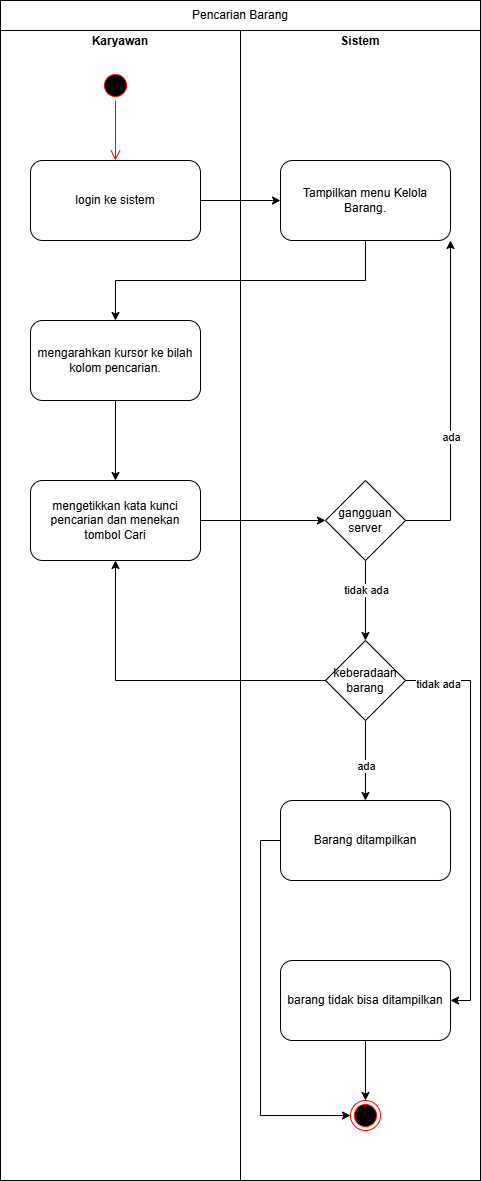 Pencarian Barang
Karyawan
Sistem
login ke sistem
Tampilkan menu Kelola
Barang.
mengarahkan kursor ke bilah
kolom pencarian.
ada
mengetikkan kata kunci
pencarian dan menekan
tombol Cari
gangguan
server
tidak ada
keberadaan
barang
tidak ada
ada
Barang ditampilkan
barang tidak bisa ditampilkan